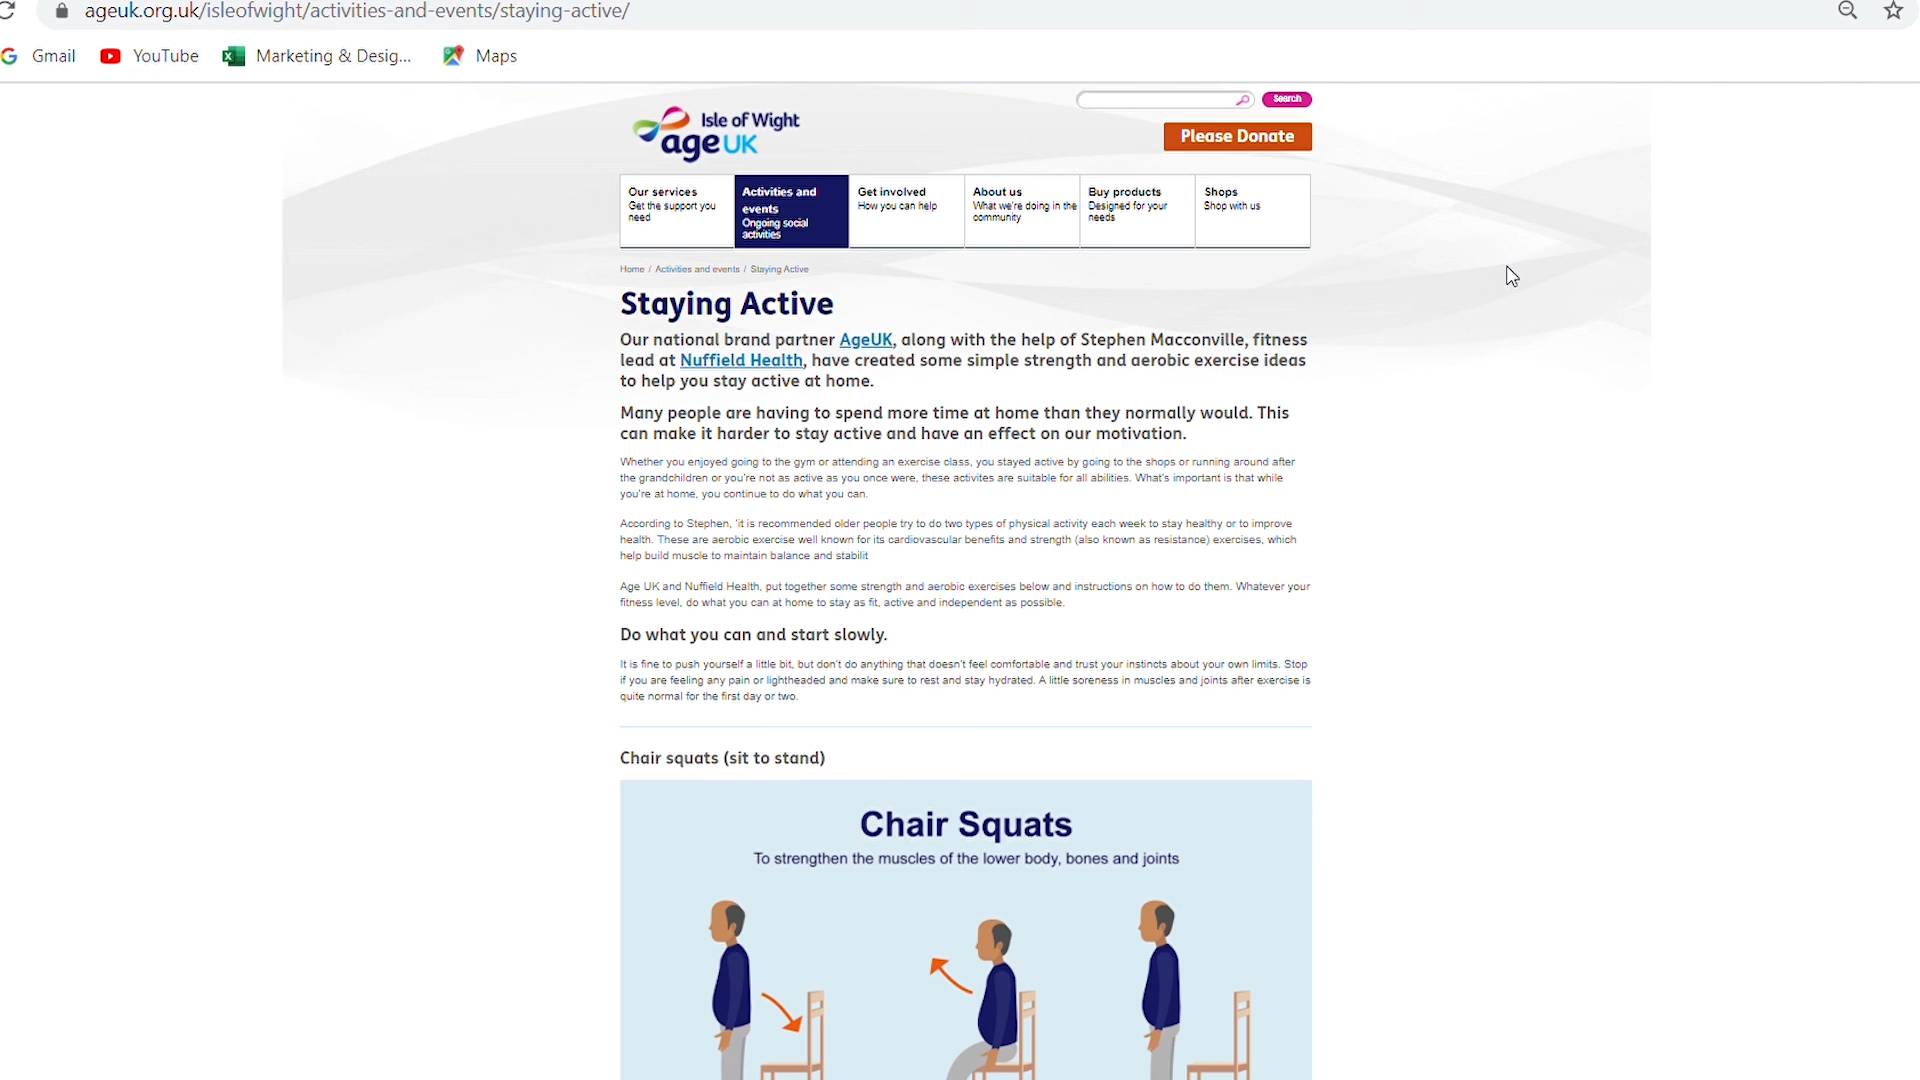 ageuk.org.uk/isleofwight/activities-and-events/staying-active/
Gmail YouTube Marketing & Desig... Maps
Search
Isle of Wight
ageUK
Please Donate
Our services
Get the support you
need
Activities and
events
Ongoing social
activities
Get involved
How you can help
About us
What we're doing in the
community
Buy products
Designed for your
needs
Shops
Shop with us
Home / Activities and events / Staying Active
Staying Active
Our national brand partner AgeUK, along with the help of Stephen Macconville, fitness
lead at Nuffield Health, have created some simple strength and aerobic exercise ideas
to help you stay active at home.
Many people are having to spend more time at home than they normally would. This
can make it harder to stay active and have an effect on our motivation.
Whether you enjoyed going to the gym or attending an exercise class, you stayed active by going to the shops or running around after
the grandchildren or you're not as active as you once were, these activites are suitable for all abilities. What's important is that while
you're at home, you continue to do what you can.
According to Stephen, 'it is recommended older people try to do two types of physical activity each week to stay healthy or to improve
health. These are aerobic exercise well known for its cardiovascular benefits and strength (also known as resistance) exercises, which
help build muscle to maintain balance and stabilit
Age UK and Nuffield Health, put together some strength and aerobic exercises below and instructions on how to do them. Whatever your
fitness level, do what you can at home to stay as fit, active and independent as possible.
Do what you can and start slowly.
It is fine to push yourself a little bit, but don't do anything that doesn't feel comfortable and trust your instincts about your own limits. Stop
if you are feeling any pain or lightheaded and make sure to rest and stay hydrated. A little soreness in muscles and joints after exercise is
quite normal for the first day or two.
Chair squats (sit to stand)
Chair Squats
To strengthen the muscles of the lower body, bones and joints